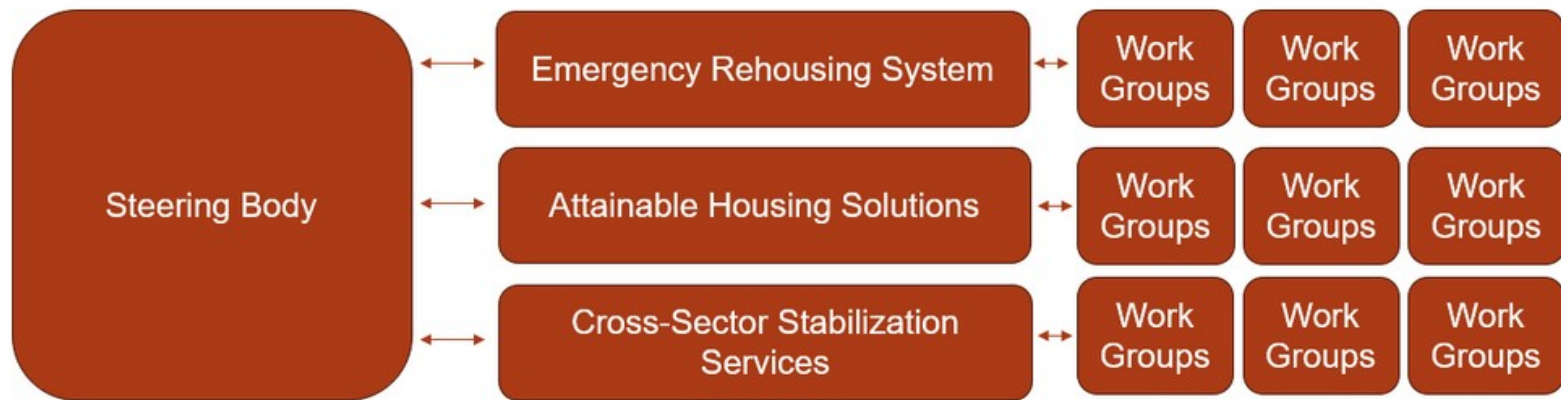 Steering Body
Emergency Rehousing System
Work
Groups
Work
Groups
Work
Groups
Attainable Housing Solutions
Work
Groups
Work
Groups
Work
Groups
Cross-Sector Stabilization
Services
Work
Groups
Work
Groups
Work
Groups